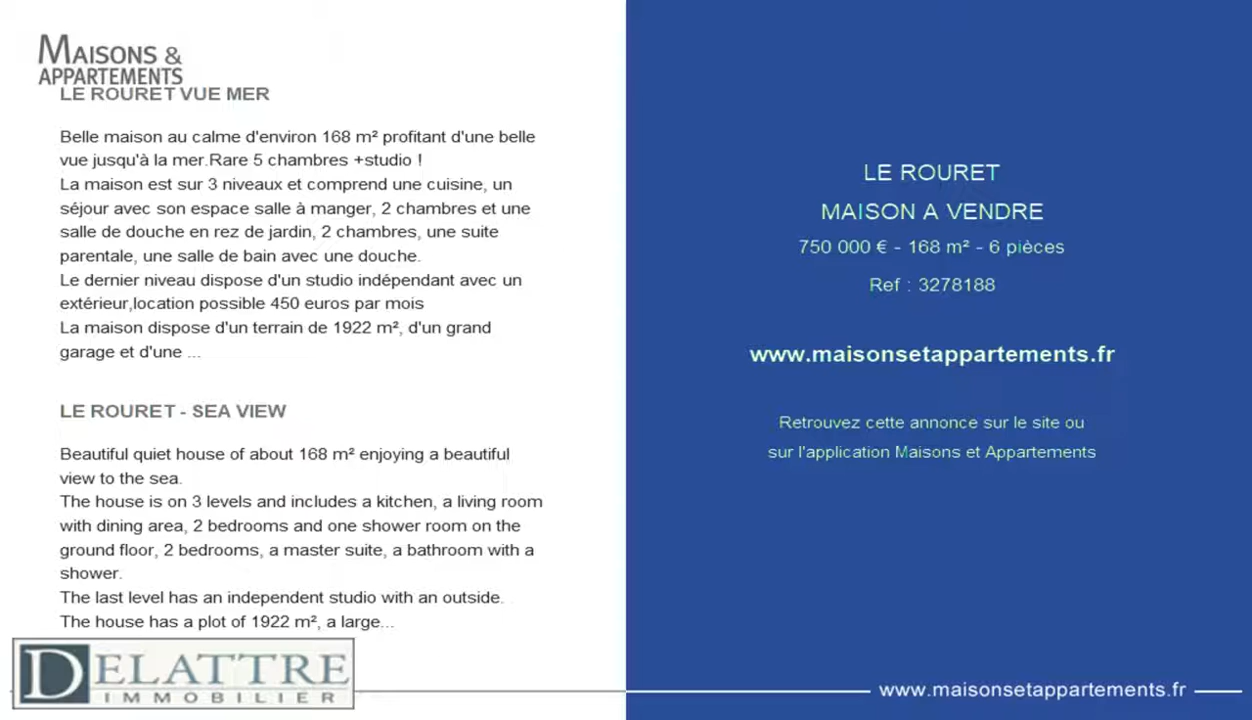 MAISONS &
APPARTEMENTS
LE ROURET VUE MER
Belle maison au calme d'environ 168 m² profitant d'une belle
vue jusqu'à la mer.Rare 5 chambres +studio !
La maison est sur 3 niveaux et comprend une cuisine, un
séjour avec son espace salle à manger, 2 chambres et une
salle de douche en rez de jardin, 2 chambres, une suite
parentale, une salle de bain avec une douche.
Le dernier niveau dispose d'un studio indépendant avec un
extérieur,location possible 450 euros par mois
La maison dispose d'un terrain de 1922 m², d'un grand
garage et d'une ...
LE ROURET - SEA VIEW
Beautiful quiet house of about 168 m² enjoying a beautiful
view to the sea.
The house is on 3 levels and includes a kitchen, a living room
with dining area, 2 bedrooms and one shower room on the
ground floor, 2 bedrooms, a master suite, a bathroom with a
shower.
The last level has an independent studio with an outside.
The house has a plot of 1922 m², a large...
DELATTRE
IMMOBILIER
LE ROURET
MAISON A VENDRE
750 000 € - 168 m² - 6 pièces
Ref : 3278188
www.maisonsetappartements.fr
Retrouvez cette annonce sur le site ou
sur l'application Maisons et Appartements
www.maisonsetappartements.fr